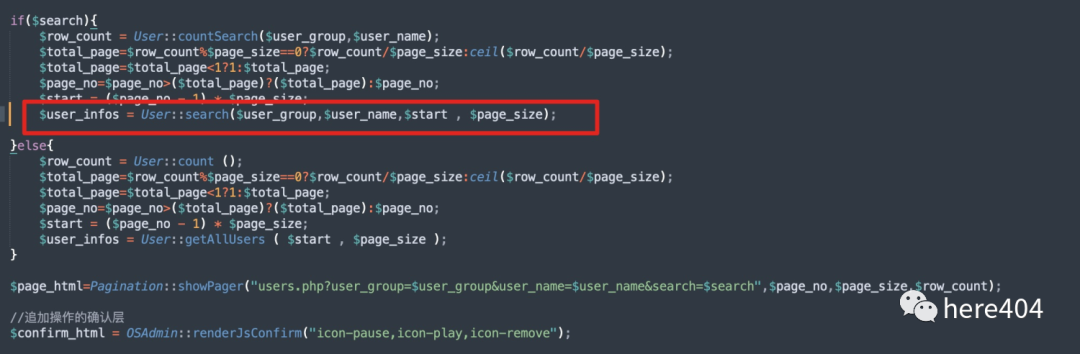 if($search){
$row_count = User::countSearch($user_group,$user_name);
$total_page=$row_count%$page_size==0?$row_count/$page_size:ceil($row_count/$page_size);
$total_page=$total_page<1?1:$total_page;
$page_no=$page_no>($total_page)?($total_page):$page_no;
$start = ($page_no - 1) * $page_size;
$user_infos = User::search($user_group,$user_name,$start , $page_size);
}else{
$row_count = User::count ();
$total_page=$row_count%$page_size==0?$row_count/$page_size:ceil($row_count/$page_size);
$total_page=$total_page<1?1:$total_page;
$page_no=$page_no>($total_page)?($total_page):$page_no;
$start = ($page_no - 1) * $page_size;
$user_infos = User::getAllUsers ( $start , $page_size );
}
$page_html=Pagination::showPager("users.php?user_group=$user_group&user_name=$user_name&search=$search",$page_no,$page_size,$row_count);
//追加操作的确认层
$confirm_html = OSAdmin::renderJsConfirm("icon-pause,icon-play,icon-remove");
here404